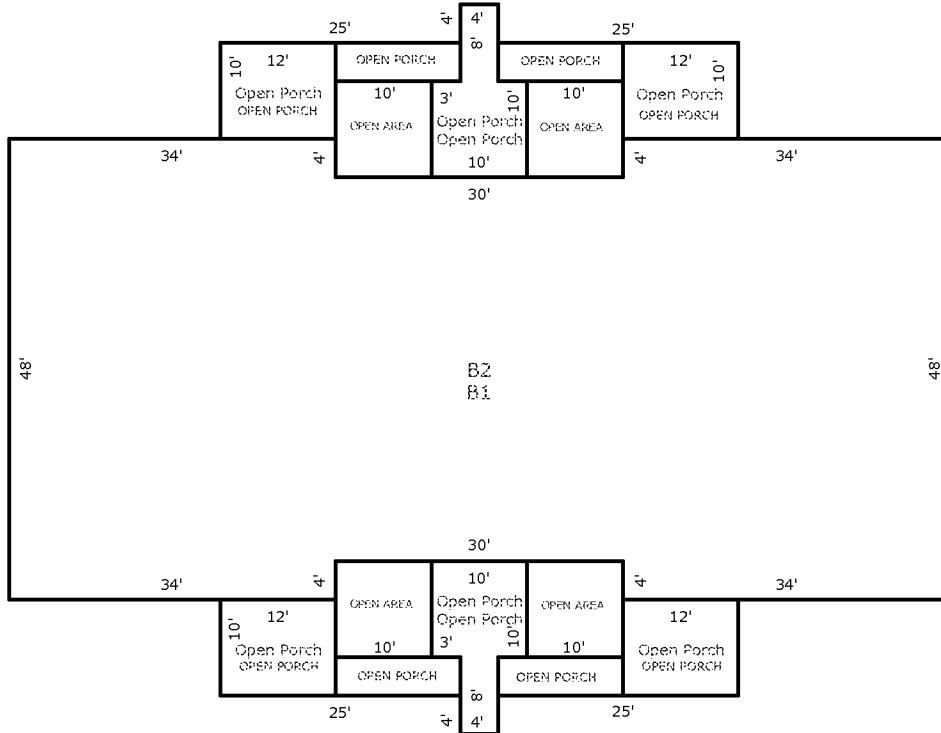 4'
4'
25'
25'
8'
12'
OPEN PORCH
OPEN PORCH
12'
10'
10'
Open Porch
OPEN PORCH
10'
3'
10'
10'
Open Porch
OPEN PORCH
OPEN AREA
Open Porch
Open Porch
OPEN AREA
34'
4'
10'
4'
34'
30'
48'
B2
B1
48'
30'
34'
4'
10'
4'
34'
10'
12'
OPEN AREA
Open Porch
Open Porch
OPEN AREA
12'
Open Porch
OPEN PORCH
10'
3'
10'
10'
Open Porch
OPEN PORCH
OPEN PORCH
OPEN PORCH
8'
25'
4'
4'
25'